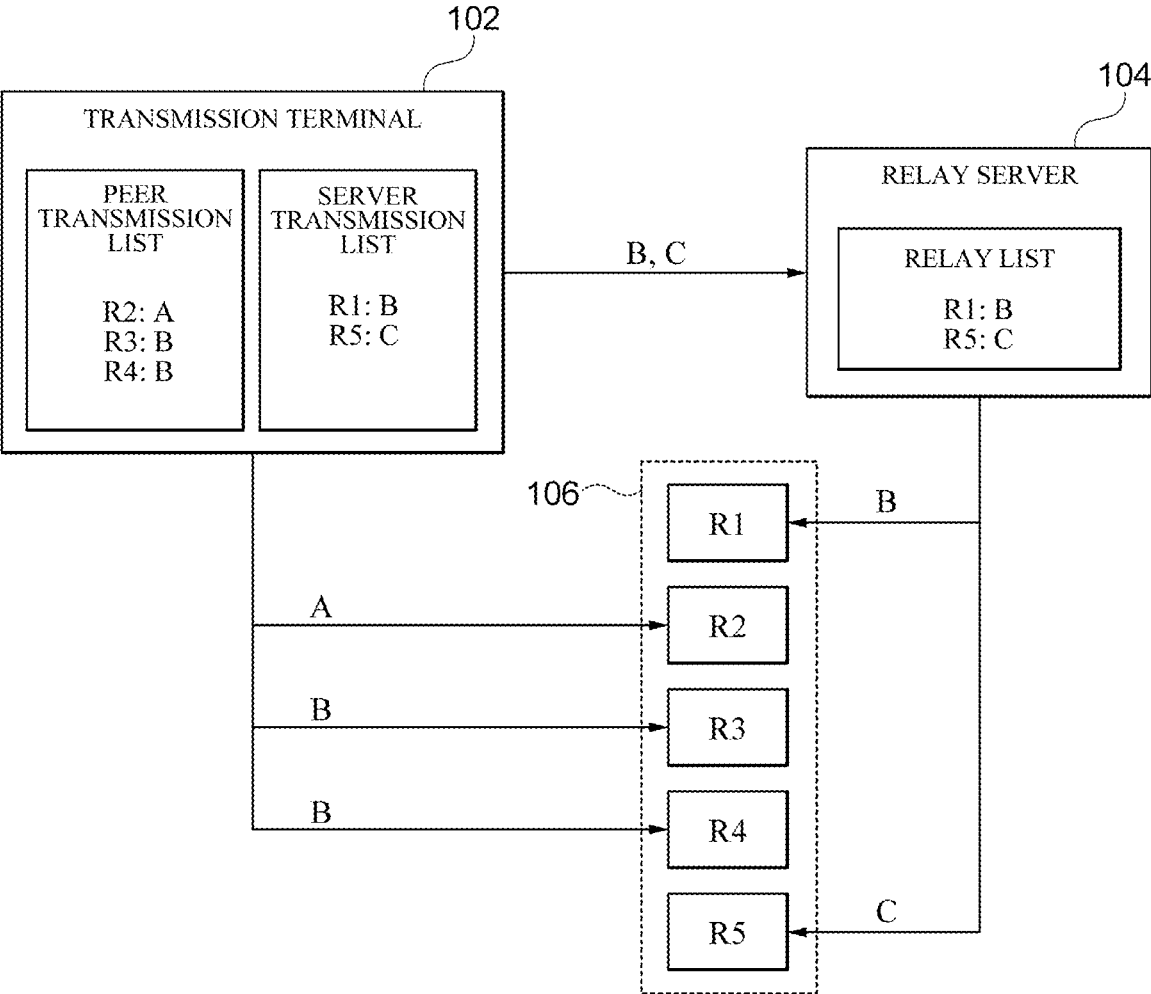 102
104
TRANSMISSION TERMINAL
PEER
TRANSMISSION
LIST
R2: A
R3: B
R4: B
SERVER
TRANSMISSION
LIST
R1: B
R5: C
B, C
RELAY SERVER
RELAY LIST
R1: B
R5: C
106
R1
B
A
R2
B
R3
B
R4
R5
C